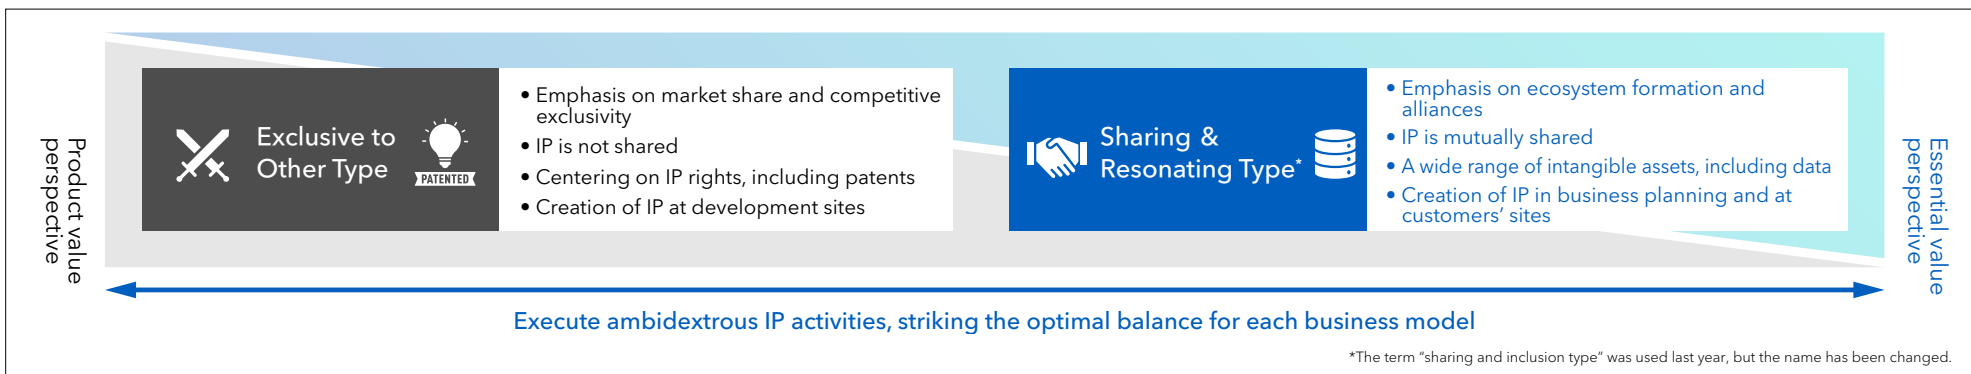 Product value
perspective
Exclusive to
Other Type
PATENTED
• Emphasis on market share and competitive
exclusivity
• IP is not shared
• Centering on IP rights, including patents
• Creation of IP at development sites
Sharing &
Resonating Type*
• Emphasis on ecosystem formation and
alliances
• IP is mutually shared
• A wide range of intangible assets, including data
• Creation of IP in business planning and at
customers’ sites
Essential value
perspective
Execute ambidextrous IP activities, striking the optimal balance for each business model
*The term “sharing and inclusion type” was used last year, but the name has been changed.